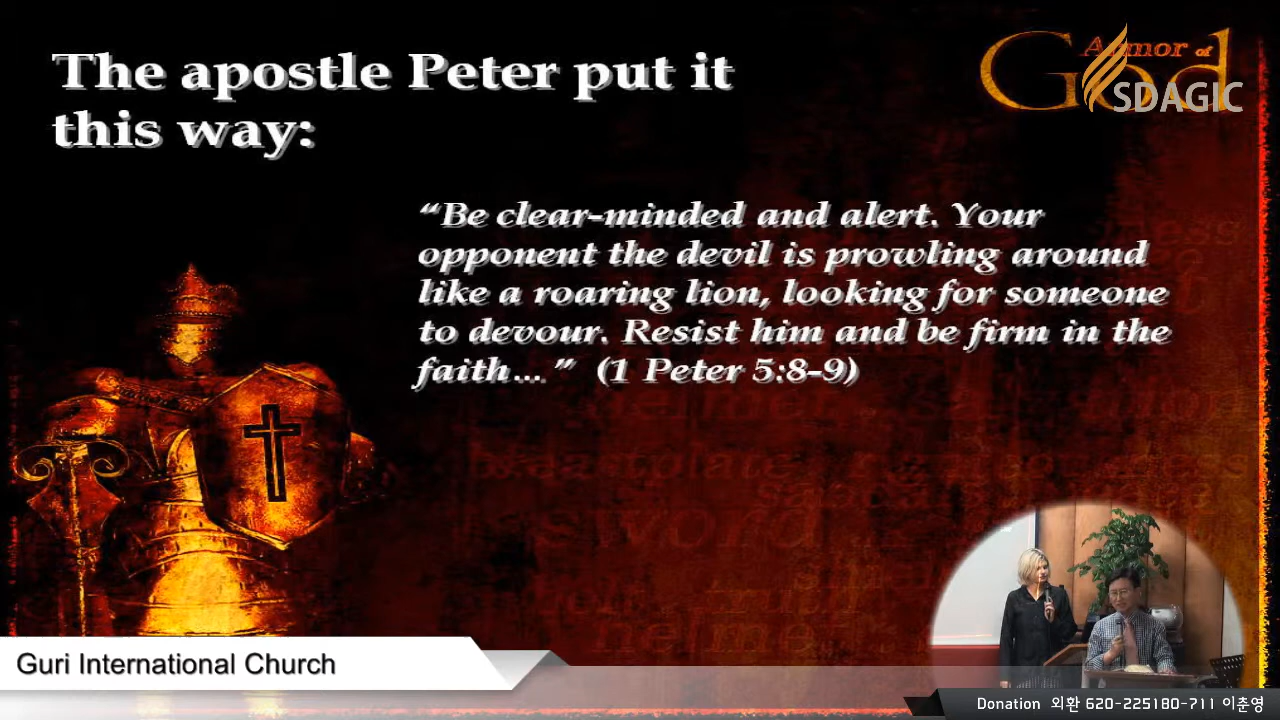 The apostle Peter put it
this way:
Armor of
God
SDAGIC
“Be clear-minded and alert. Your
opponent the devil is prowling around
like a roaring lion, looking for someone
to devour. Resist him and be firm in the
faith…” (1 Peter 5:8-9)
sword
helmet
Guri International Church
Donation 외환 620-225180-711 이춘영